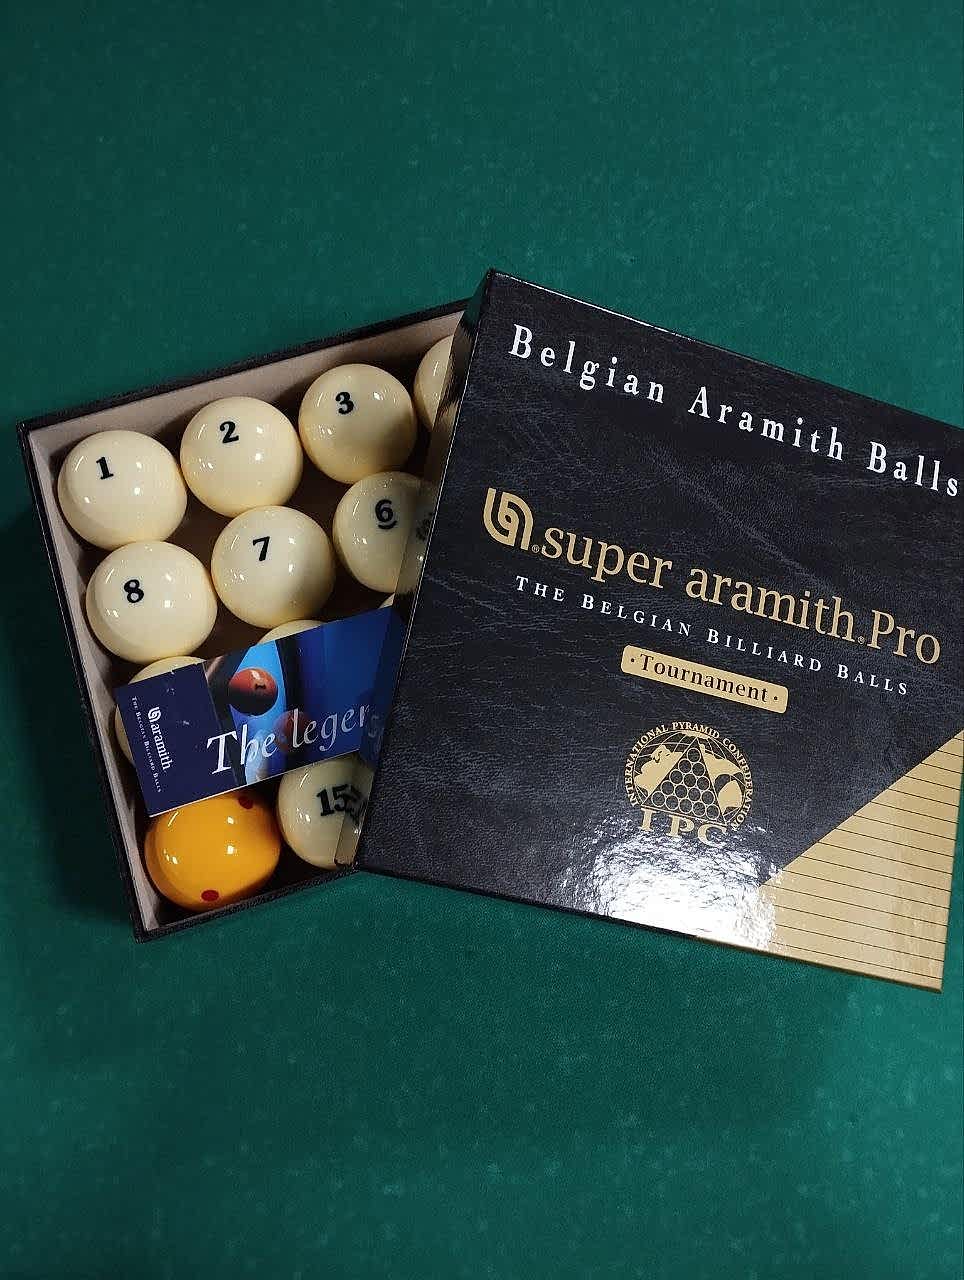 Belgian Aramith Balls
super aramith® Pro
THE BELGIAN BILLIARD BALLS
·Tournament·
INTERNATIONAL PYRAMID CONFEDERATIO
IPC
1
2
3
6
7
8
15
aramith
THE BELGIAN BILLIARD BALLS
The legen